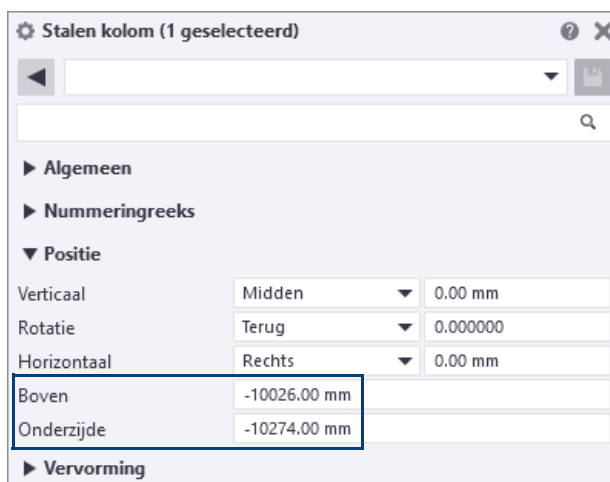 Stalen kolom (1 geselecteerd)
Algemeen
Nummeringreeks
Positie
Verticaal Midden 0.00 mm
Rotatie Terug 0.000000
Horizontaal Rechts 0.00 mm
Boven -10026.00 mm
Onderzijde -10274.00 mm
Vervorming